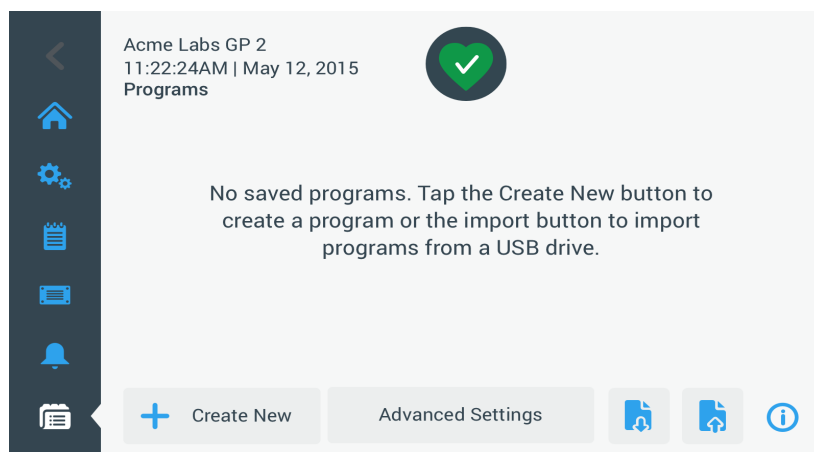 Acme Labs GP 2
11:22:24AM | May 12, 2015
Programs
No saved programs. Tap the Create New button to
create a program or the import button to import
programs from a USB drive.
Create New
Advanced Settings